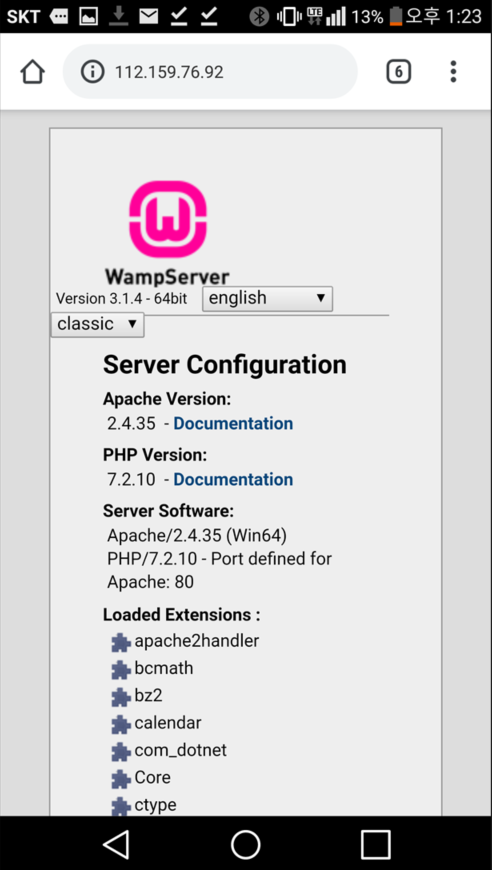 SKT 13% 오후 1:23
112.159.76.92 6
WampServer
Version 3.1.4 - 64bit english
classic
Server Configuration
Apache Version:
2.4.35 - Documentation
PHP Version:
7.2.10 - Documentation
Server Software:
Apache/2.4.35 (Win64)
PHP/7.2.10 - Port defined for
Apache: 80
Loaded Extensions :
apache2handler
bcmath
bz2
calendar
com_dotnet
Core
ctype